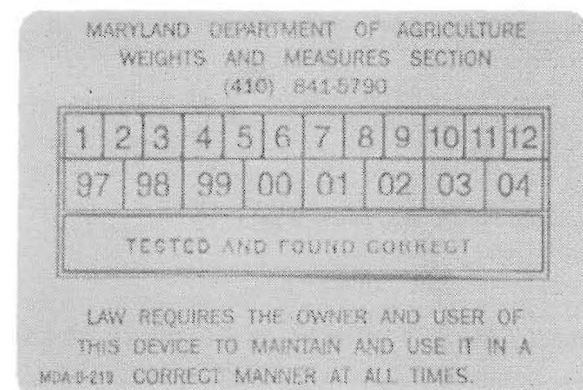 MARYLAND DEPARTMENT OF AGRICULTURE
WEIGHTS AND MEASURES SECTION
(410) 841-5790
1 2 3 4 5 6 7 8 9 10 11 12
97 98 99 00 01 02 03 04
TESTED AND FOUND CORRECT
LAW REQUIRES THE OWNER AND USER OF
THIS DEVICE TO MAINTAIN AND USE IT IN A
MDA 9-219 CORRECT MANNER AT ALL TIMES.